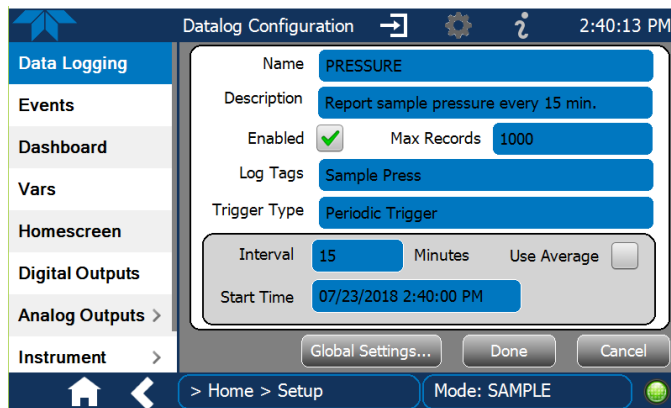 Datalog Configuration 2:40:13 PM
Data Logging
Events
Dashboard
Vars
Homescreen
Digital Outputs
Analog Outputs >
Instrument >
Name PRESSURE
Description Report sample pressure every 15 min.
Enabled Max Records 1000
Log Tags Sample Press
Trigger Type Periodic Trigger
Interval 15 Minutes Use Average
Start Time 07/23/2018 2:40:00 PM
Global Settings... Done Cancel
> Home > Setup Mode: SAMPLE